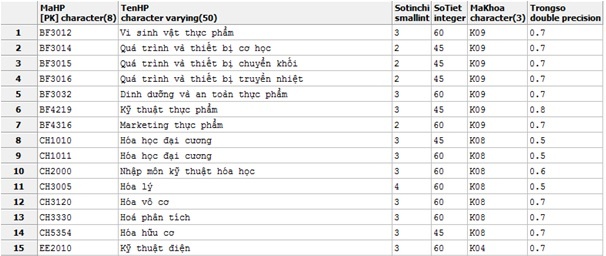 MaHP [PK] character(8) TenHP character varying(50) Sotinchi smallint SoTiet integer MaKhoa character(3) Trongso double precision
1 BF3012 Vi sinh vật thực phẩm 3 60 K09 0.7
2 BF3014 Quá trình và thiết bị cơ học 2 45 K09 0.7
3 BF3015 Quá trình và thiết bị chuyển khối 2 45 K09 0.7
4 BF3016 Quá trình và thiết bị truyền nhiệt 2 45 K09 0.7
5 BF3032 Dinh dưỡng và an toàn thực phẩm 3 60 K09 0.7
6 BF4219 Kỹ thuật thực phẩm 3 45 K09 0.8
7 BF4316 Marketing thực phẩm 2 60 K09 0.7
8 CH1010 Hóa học đại cương 3 45 K08 0.5
9 CH1011 Hóa học đại cương 3 60 K08 0.5
10 CH2000 Nhập môn kỹ thuật hóa học 3 60 K08 0.6
11 CH3005 Hóa lý 4 60 K08 0.5
12 CH3120 Hóa vô cơ 3 45 K08 0.7
13 CH3330 Hoá phân tích 3 60 K08 0.7
14 CH5354 Hóa hữu cơ 3 45 K08 0.7
15 EE2010 Kỹ thuật điện 3 60 K04 0.7